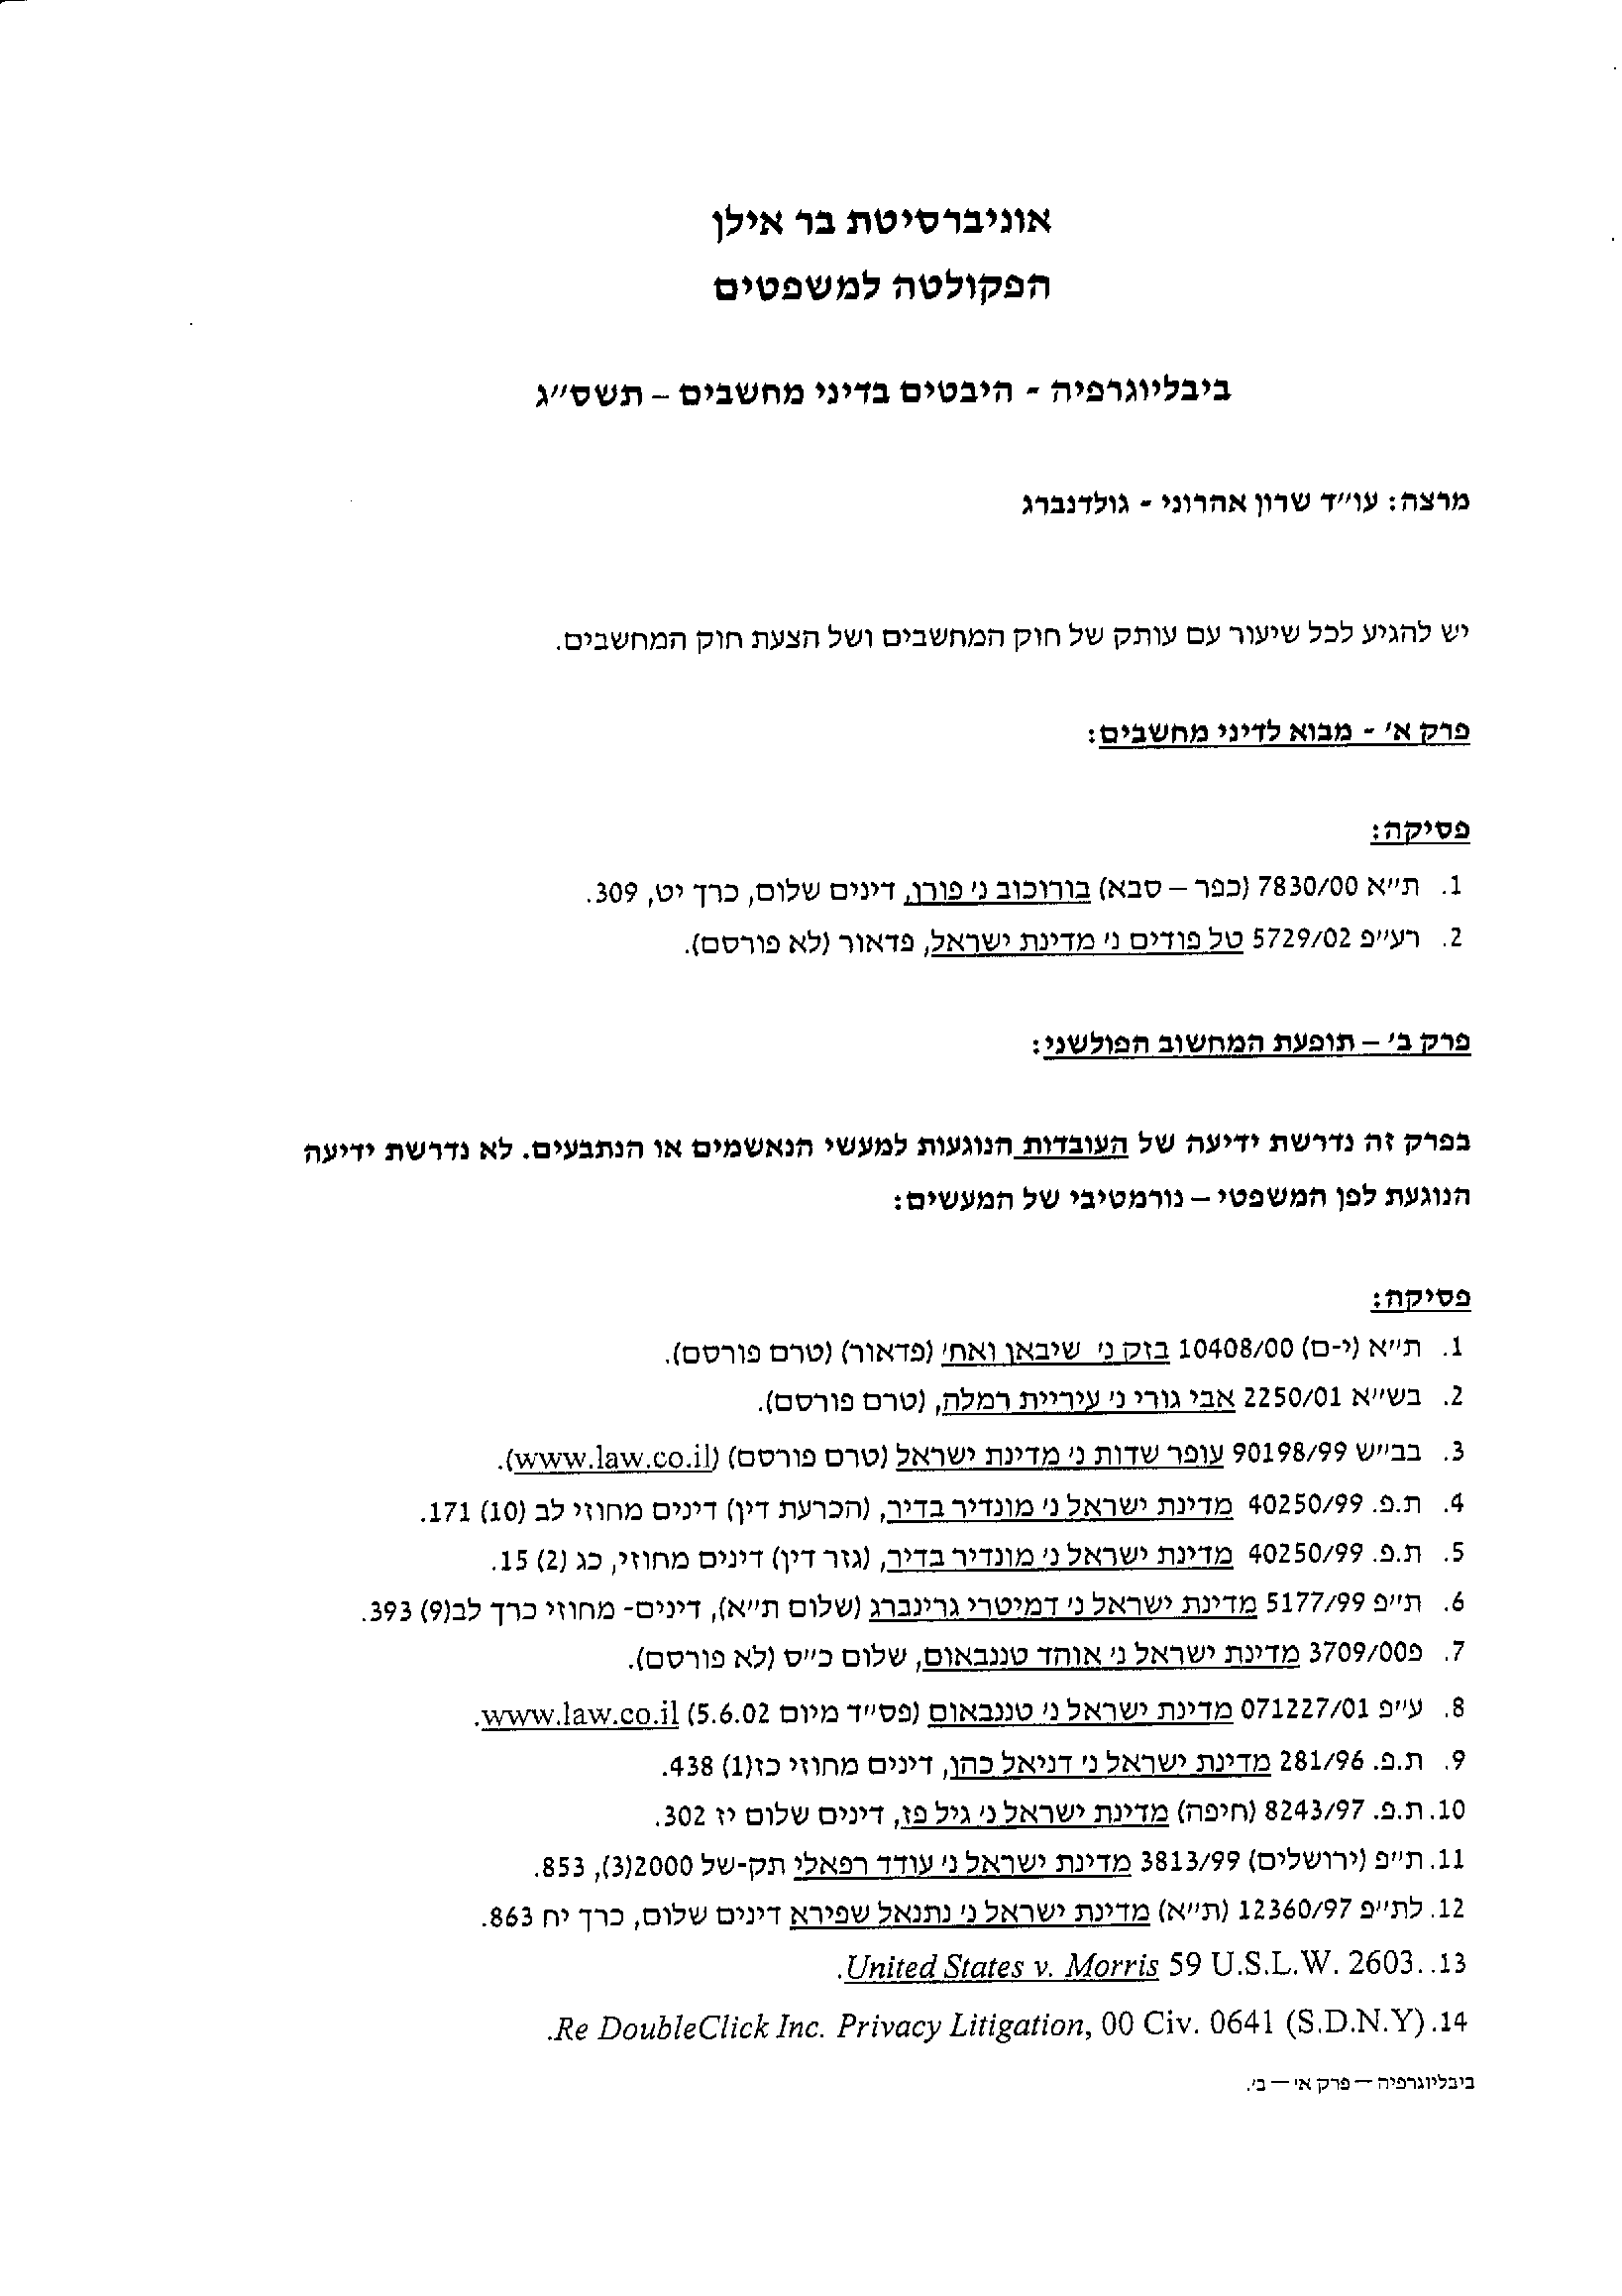 אוניברסיטת בר אילן
הפקולטה למשפטים
ביבליוגרפיה - היבטים בדיני מחשבים – תשס״ג
מרצה: עו״ד שרון אהרוני - גולדנברג
יש להגיע לכל שיעור עם עותק של חוק המחשבים ושל הצעת חוק המחשבים.
פרק א׳ - מבוא לדיני מחשבים:
פסיקה:
1. ת״א 7830/00 (כפר – סבא) בורוכוב נ׳ פורן, דינים שלום, כרך יט, 309.
2. רע״פ 5729/02 טל פודים נ׳ מדינת ישראל, פדאור (לא פורסם).
פרק ב׳ – תופעת המחשוב הפולשני:
בפרק זה נדרשת ידיעה של העובדות הנוגעות למעשי הנאשמים או הנתבעים. לא נדרשת ידיעה
הנוגעת לפן המשפטי – נורמטיבי של המעשים:
פסיקה:
1. ת״א (י-ם) 10408/00 בזק נ׳ שיבאן ואח׳ (פדאור) (טרם פורסם).
2. בש״א 2250/01 אבי גורי נ׳ עיריית רמלה, (טרם פורסם).
3. בב״ש 90198/99 עופר שדות נ׳ מדינת ישראל (טרם פורסם) (www.law.co.il).
4. ת.פ. 40250/99 מדינת ישראל נ׳ מונדיר בדיר, (הכרעת דין) דינים מחוזי לב (10) 171.
5. ת.פ. 40250/99 מדינת ישראל נ׳ מונדיר בדיר, (גזר דין) דינים מחוזי, כג (2) 15.
6. ת״פ 5177/99 מדינת ישראל נ׳ דמיטרי גרינברג (שלום ת״א), דינים- מחוזי כרך לב(9) 393.
7. פ3709/00 מדינת ישראל נ׳ אוהד טננבאום, שלום כ״ס (לא פורסם).
8. ע״פ 071227/01 מדינת ישראל נ׳ טננבאום (פס״ד מיום 5.6.02) www.law.co.il.
9. ת.פ. 281/96 מדינת ישראל נ׳ דניאל כהן, דינים מחוזי כז(1) 438.
10. ת.פ. 8243/97 (חיפה) מדינת ישראל נ׳ גיל פז, דינים שלום יז 302.
11. ת״פ (ירושלים) 3813/99 מדינת ישראל נ׳ עודד רפאלי תק-של 2000(3), 853.
12. לת״פ 12360/97 (ת״א) מדינת ישראל נ׳ נתנאל שפירא דינים שלום, כרך יח 863.
13. United States v. Morris 59 U.S.L.W. 2603..
14. Re DoubleClick Inc. Privacy Litigation, 00 Civ. 0641 (S.D.N.Y).
ביבליוגרפיה — פרק א׳ — ב׳.